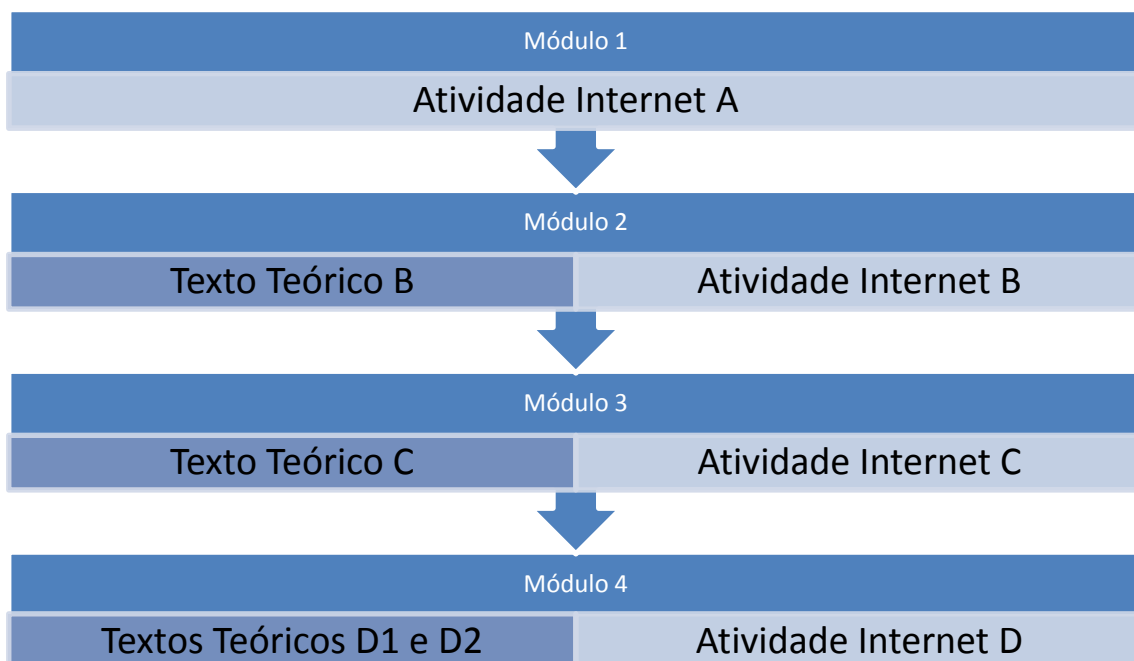 Módulo 1
Atividade Internet A
Módulo 2
Texto Teórico B
Atividade Internet B
Módulo 3
Texto Teórico C
Atividade Internet C
Módulo 4
Textos Teóricos D1 e D2
Atividade Internet D